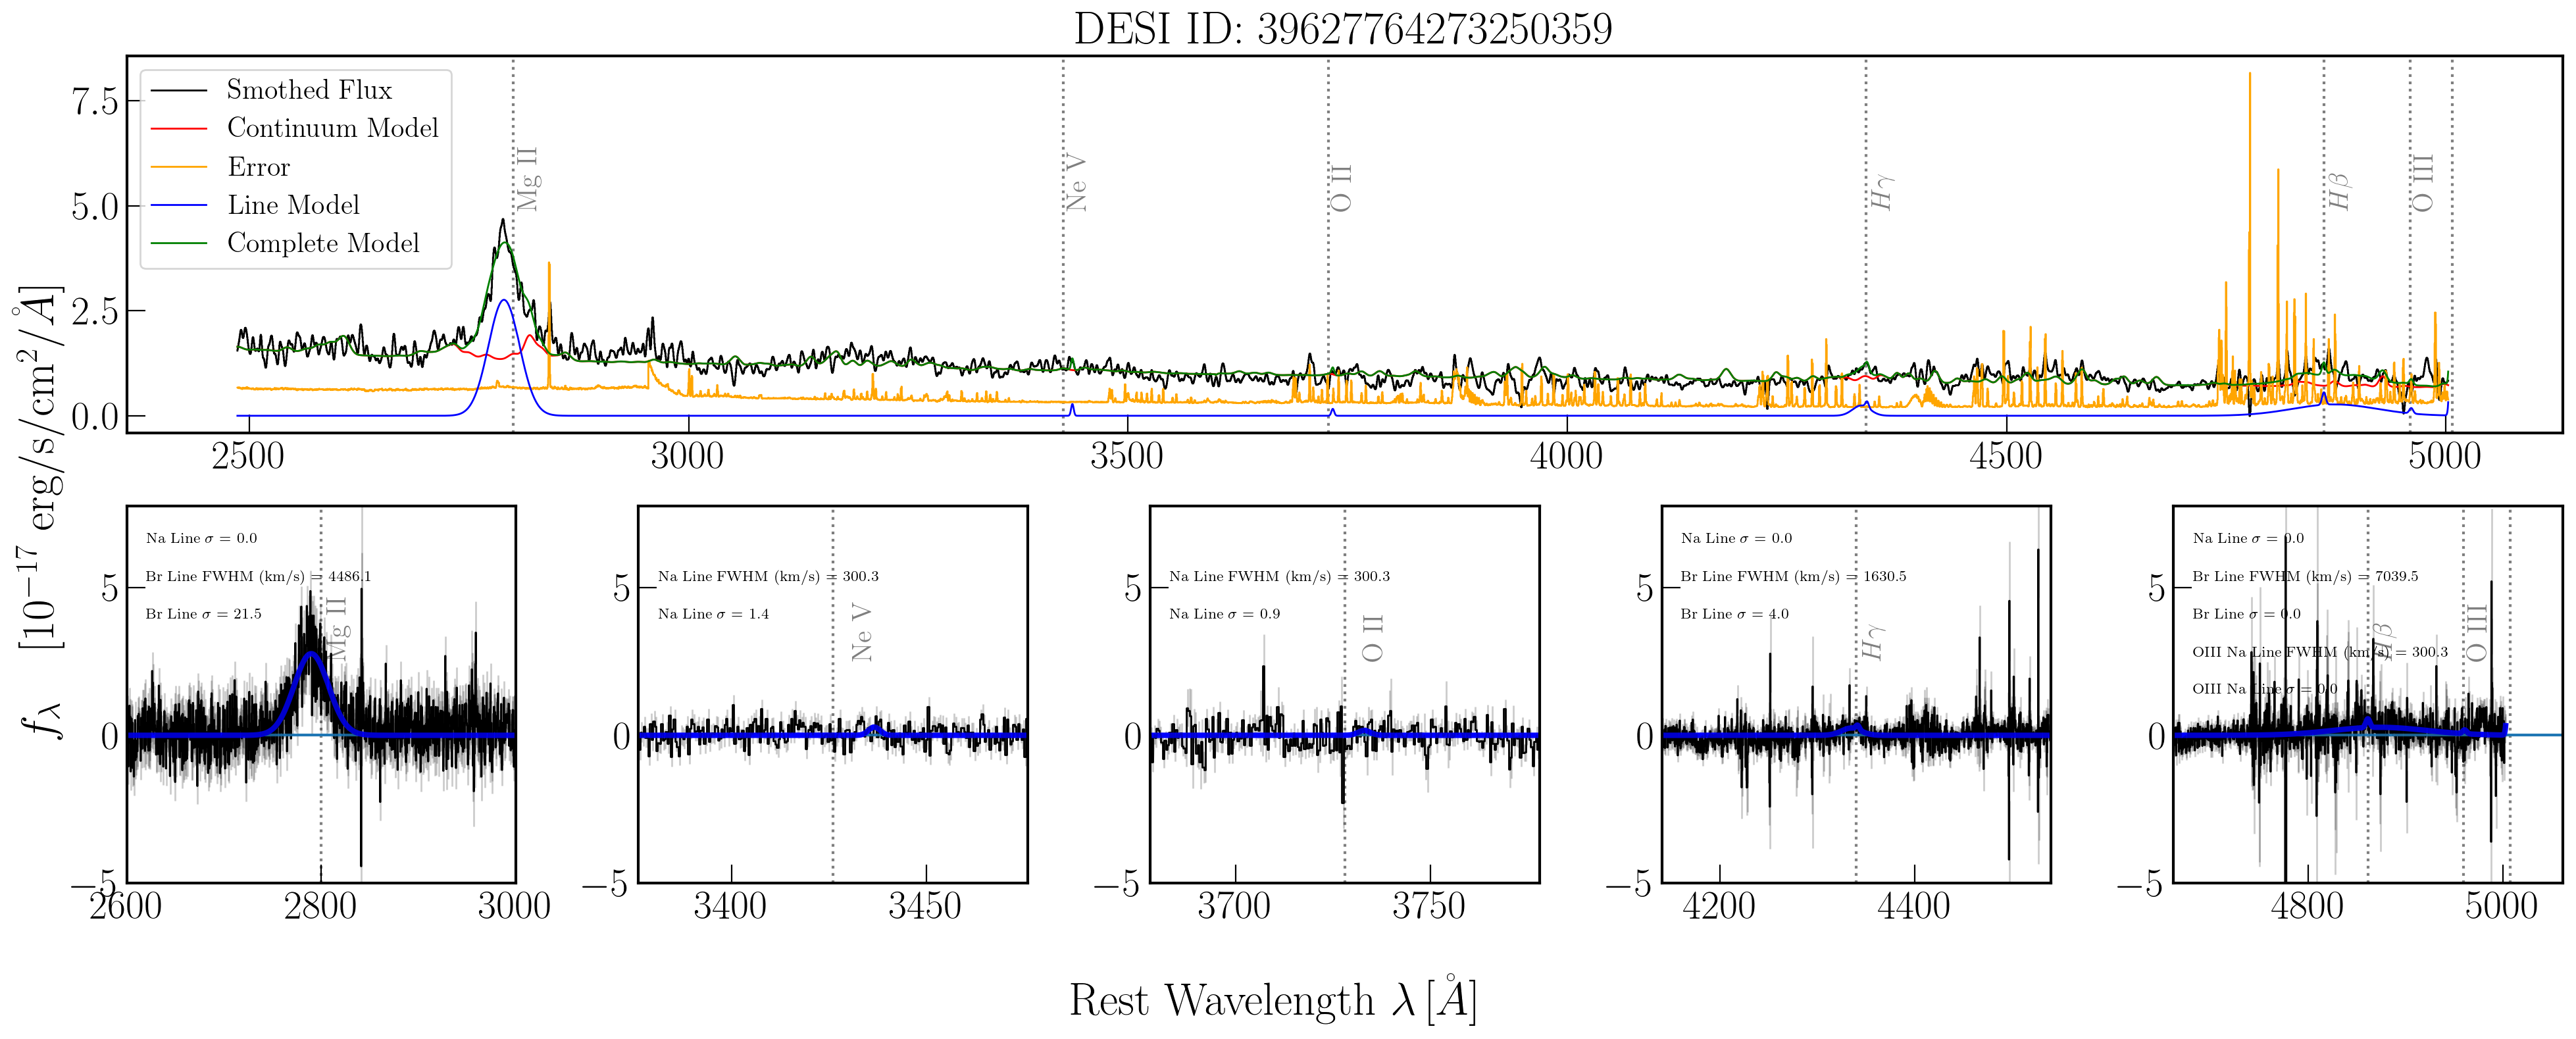 DESI ID: 39627764273250359
Smothed Flux
Continuum Model
Error
Line Model
Complete Model
Mg II
Ne V
O II
Hγ
Hβ
O III
7.5
5.0
2.5
0.0
2500 3000 3500 4000 4500 5000
fλ [10−17 erg/s/cm2/Å]
Na Line σ = 0.0
Br Line FWHM (km/s) = 4486.1
Br Line σ = 21.5
Mg II
5
0
−5
2600 2800 3000
Na Line FWHM (km/s) = 300.3
Na Line σ = 1.4
Ne V
5
0
−5
3400 3450
Na Line FWHM (km/s) = 300.3
Na Line σ = 0.9
O II
5
0
−5
3700 3750
Na Line σ = 0.0
Br Line FWHM (km/s) = 1630.5
Br Line σ = 4.0
Hγ
5
0
−5
4200 4400
Na Line σ = 0.0
Br Line FWHM (km/s) = 7039.5
Br Line σ = 0.0
OIII Na Line FWHM (km/s) = 300.3
OIII Na Line σ = 0.0
Hβ
O III
5
0
−5
4800 5000
Rest Wavelength λ [Å]